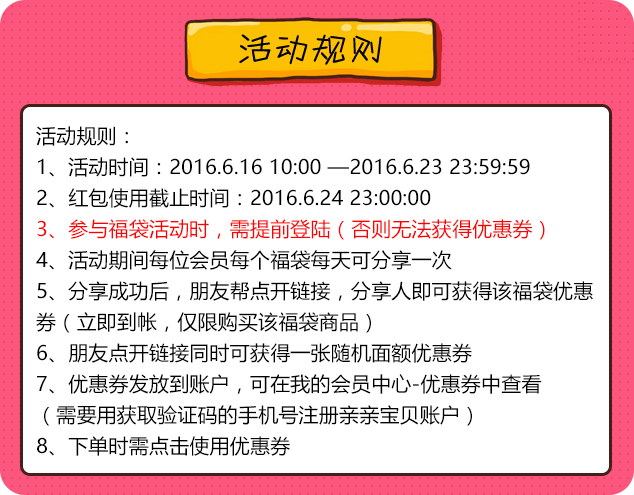 活动规则
活动规则：
1、活动时间：2016.6.16 10:00 —2016.6.23 23:59:59
2、红包使用截止时间：2016.6.24 23:00:00
3、参与福袋活动时，需提前登陆（否则无法获得优惠券）
4、活动期间每位会员每个福袋每天可分享一次
5、分享成功后，朋友帮点开链接，分享人即可获得该福袋优惠
券（立即到帐，仅限购买该福袋商品）
6、朋友点开链接同时可获得一张随机面额优惠券
7、优惠券发放到账户，可在我的会员中心-优惠券中查看
（需要用获取验证码的手机号注册亲亲宝贝账户）
8、下单时需点击使用优惠券